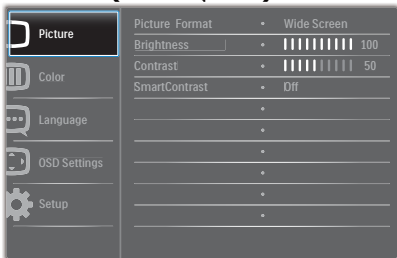 Picture
Color
Language
OSD Settings
Setup
Picture Format • Wide Screen
Brightness • 100
Contrast • 50
SmartContrast • Off